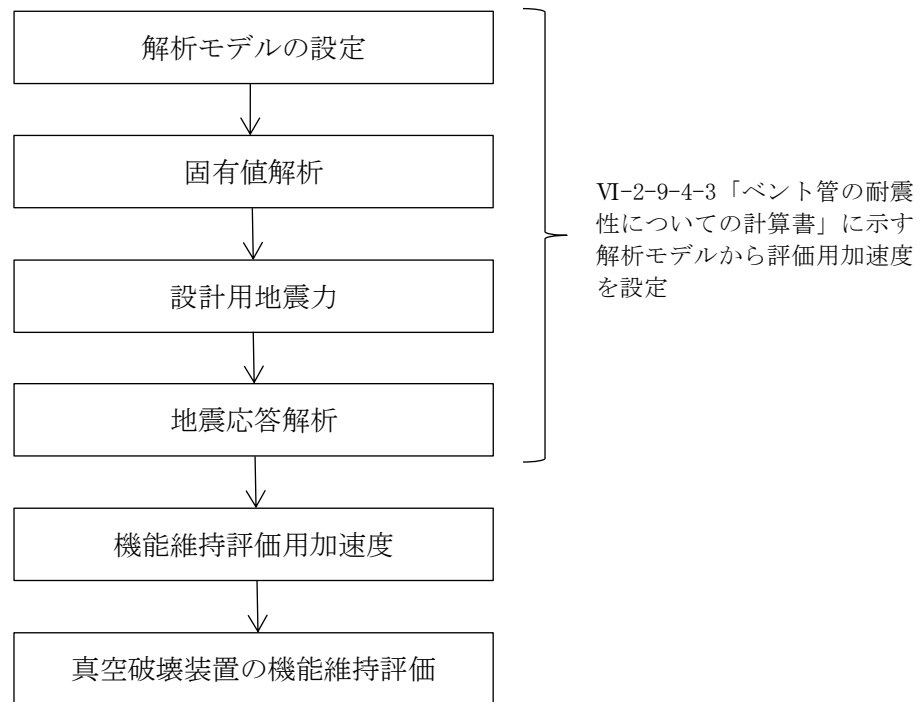 解析モデルの設定
固有値解析
設計用地震力
地震応答解析
機能維持評価用加速度
真空破壊装置の機能維持評価
Ⅵ-2-9-4-3「ベント管の耐震
性についての計算書」に示す
解析モデルから評価用加速度
を設定